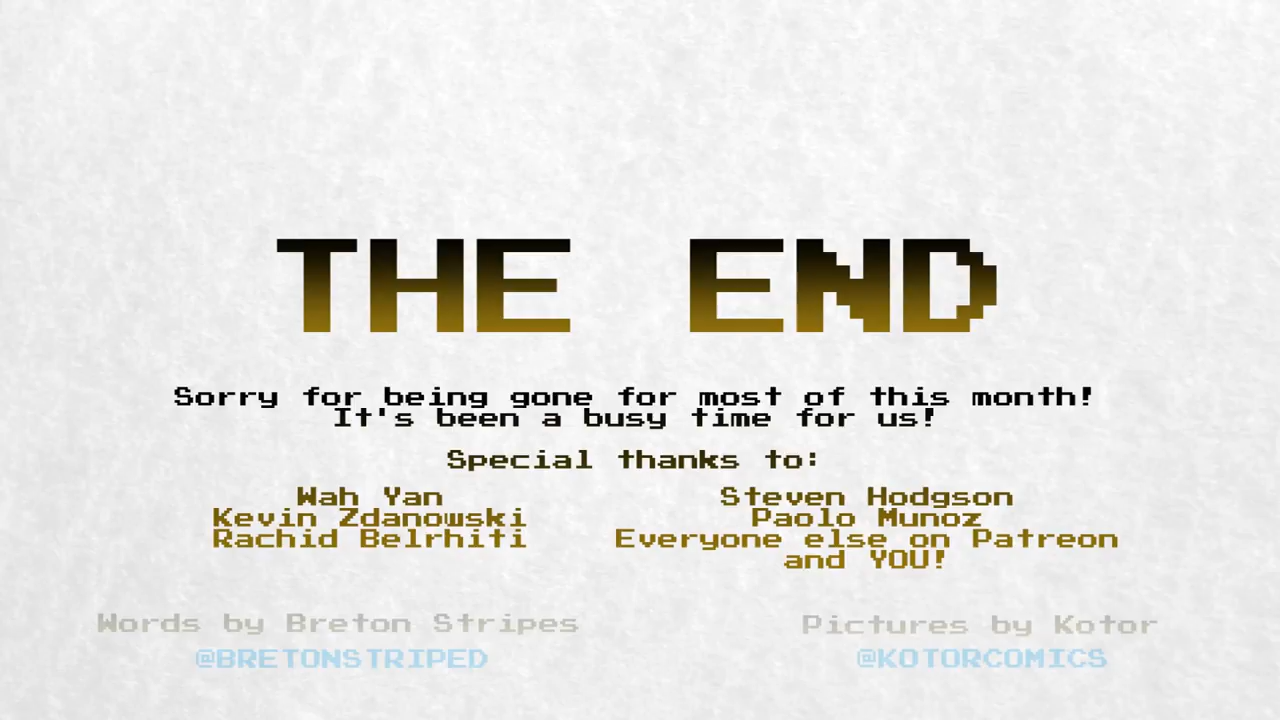 THE END
Sorry for being gone for most of this month!
It's been a busy time for us!
Special thanks to:
Wah Yan
Kevin Zdanowski
Rachid Belrhiti
Steven Hodgson
Paolo Munoz
Everyone else on Patreon
and YOU!
Words by Breton Stripes
@BRETONSTRIPED
Pictures by Kotor
@KOTORCOMICS